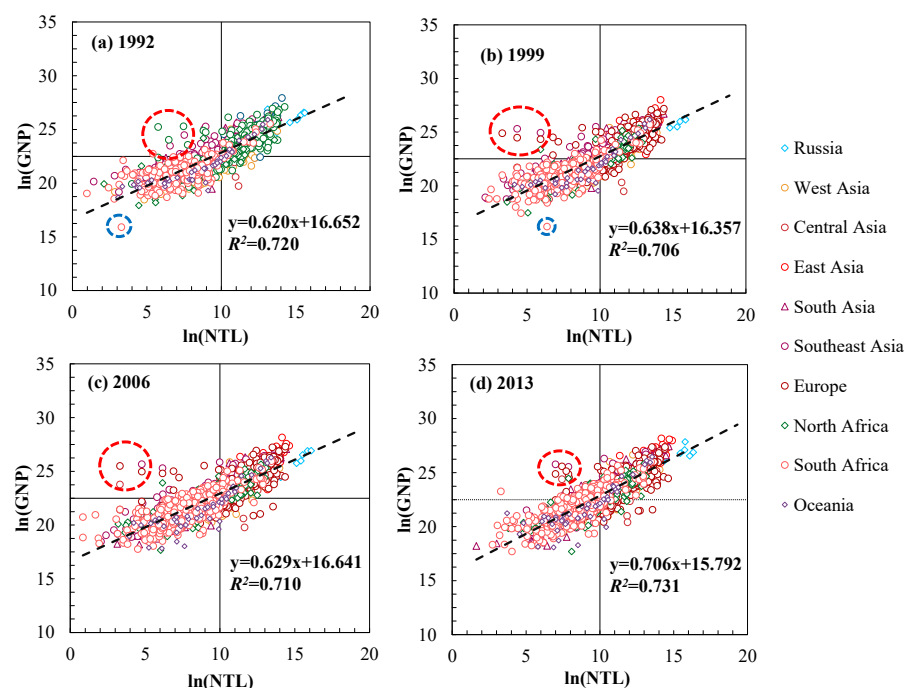 (a) 1992
35
30
25
20
15
10
0
5
10
15
20
ln(GNP)
ln(NTL)
y=0.620x+16.652
R²=0.720
(b) 1999
35
30
25
20
15
10
0
5
10
15
20
ln(GNP)
ln(NTL)
y=0.638x+16.357
R²=0.706
(c) 2006
35
30
25
20
15
10
0
5
10
15
20
ln(GNP)
ln(NTL)
y=0.629x+16.641
R²=0.710
(d) 2013
35
30
25
20
15
10
0
5
10
15
20
ln(GNP)
ln(NTL)
y=0.706x+15.792
R²=0.731
Russia
West Asia
Central Asia
East Asia
South Asia
Southeast Asia
Europe
North Africa
South Africa
Oceania